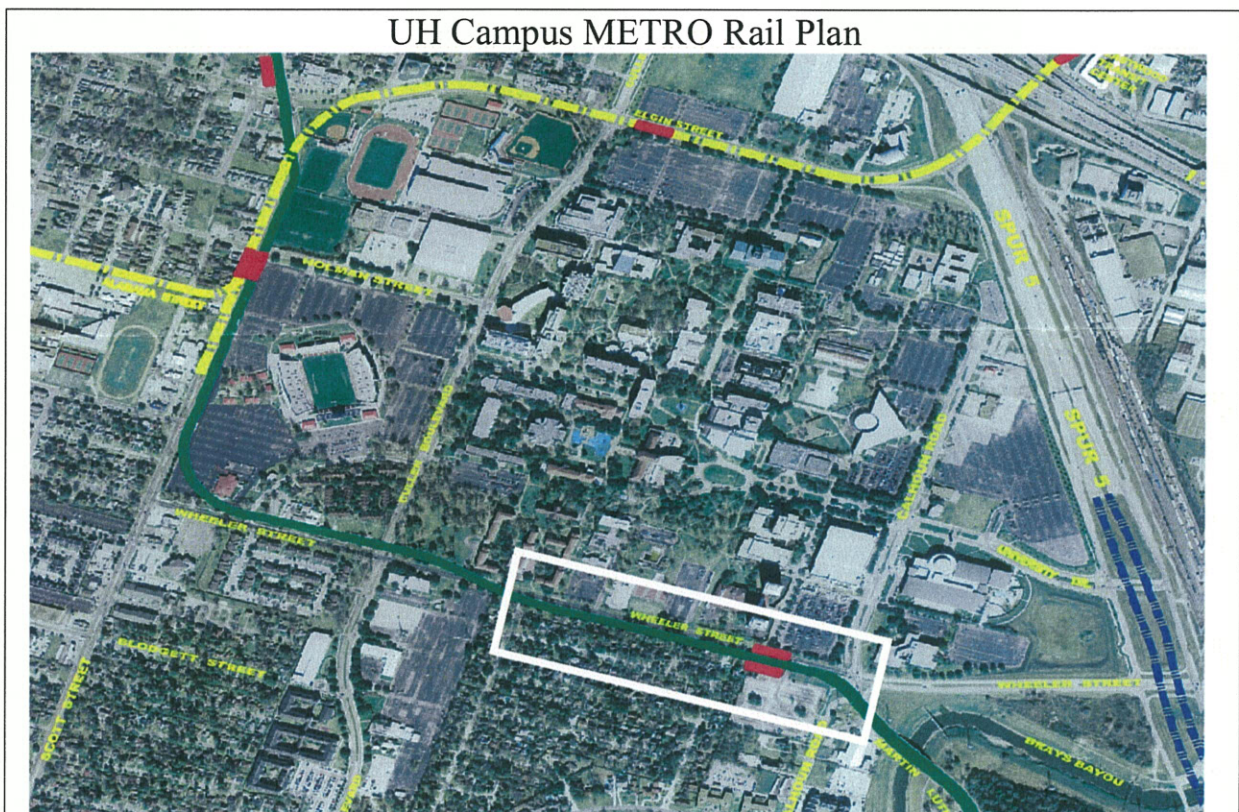 UH Campus METRO Rail Plan
ELGIN STREET
SPUR 5
HOLMAN STREET
ALABAMA STREET
SPUR 5
CULLEN BOULEVARD
CALHOUN ROAD
WHEELER STREET
UNIVERSITY DR.
WHEELER STREET
BLODGETT STREET
SCOTT STREET
WHEELER STREET
MARTIN
BRAYS BAYOU